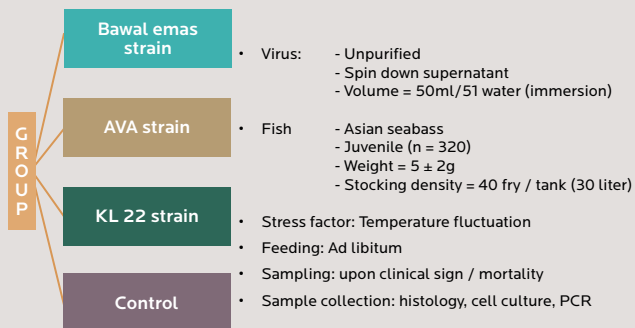 GROUP
Bawal emas
strain
AVA strain
KL 22 strain
Control
• Virus: - Unpurified
- Spin down supernatant
- Volume = 50ml/51 water (immersion)
• Fish - Asian seabass
- Juvenile (n = 320)
- Weight = 5 ± 2g
- Stocking density = 40 fry / tank (30 liter)
• Stress factor: Temperature fluctuation
• Feeding: Ad libitum
• Sampling: upon clinical sign / mortality
• Sample collection: histology, cell culture, PCR